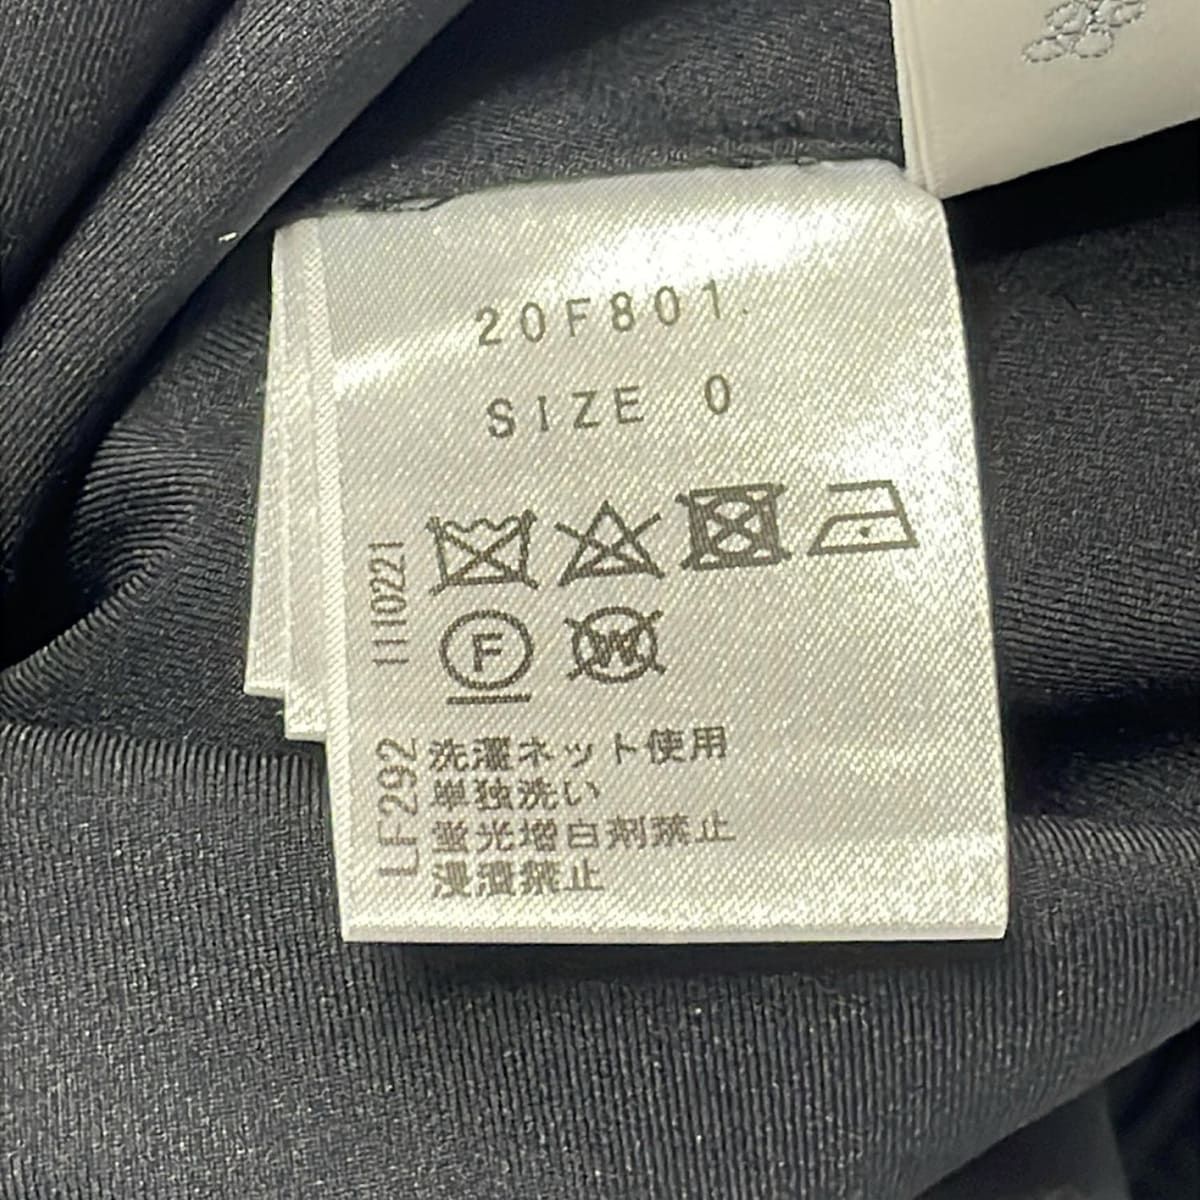 20F801.
SIZE 0
1110221
F
W
LF292
洗濯ネット使用
単独洗い
蛍光増白剤禁止
浸漬禁止